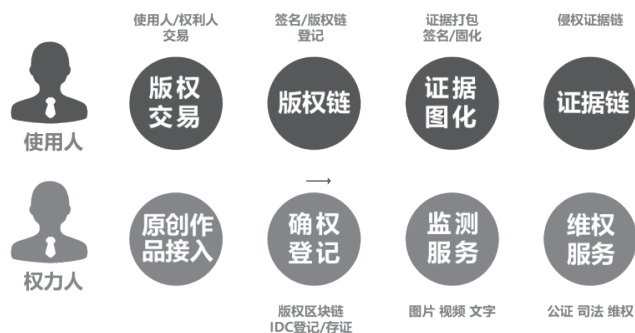 使用人/权利人
交易
签名/版权链
登记
证据打包
签名/固化
侵权证据链
版权
交易
版权链
证据
图化
证据链
使用人
原创作
品接入
确权
登记
监测
服务
维权
服务
权力人
版权区块链
IDC登记/存证
图片 视频 文字
公证 司法 维权